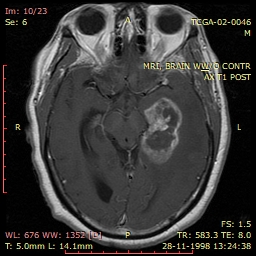 Im: 10/23
Se: 6
A
TCGA-02-0046
M
MRI, BRAIN WW/O CONTR
AX T1 POST
R
L
P
FS: 1.5
WL: 676 WW: 1352 [D]
TR: 583.3 TE: 8.0
T: 5.0mm L: 14.1mm
28-11-1998 13:24:38